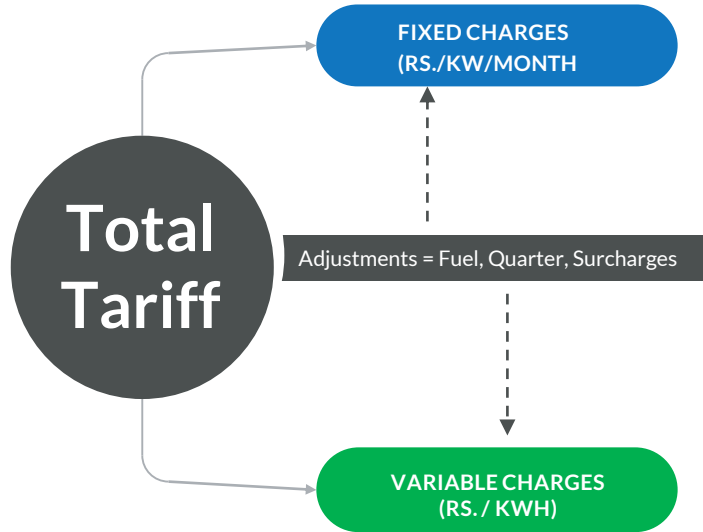 FIXED CHARGES
(RS./KW/MONTH
Total
Tariff
Adjustments = Fuel, Quarter, Surcharges
VARIABLE CHARGES
(RS. / KWH)